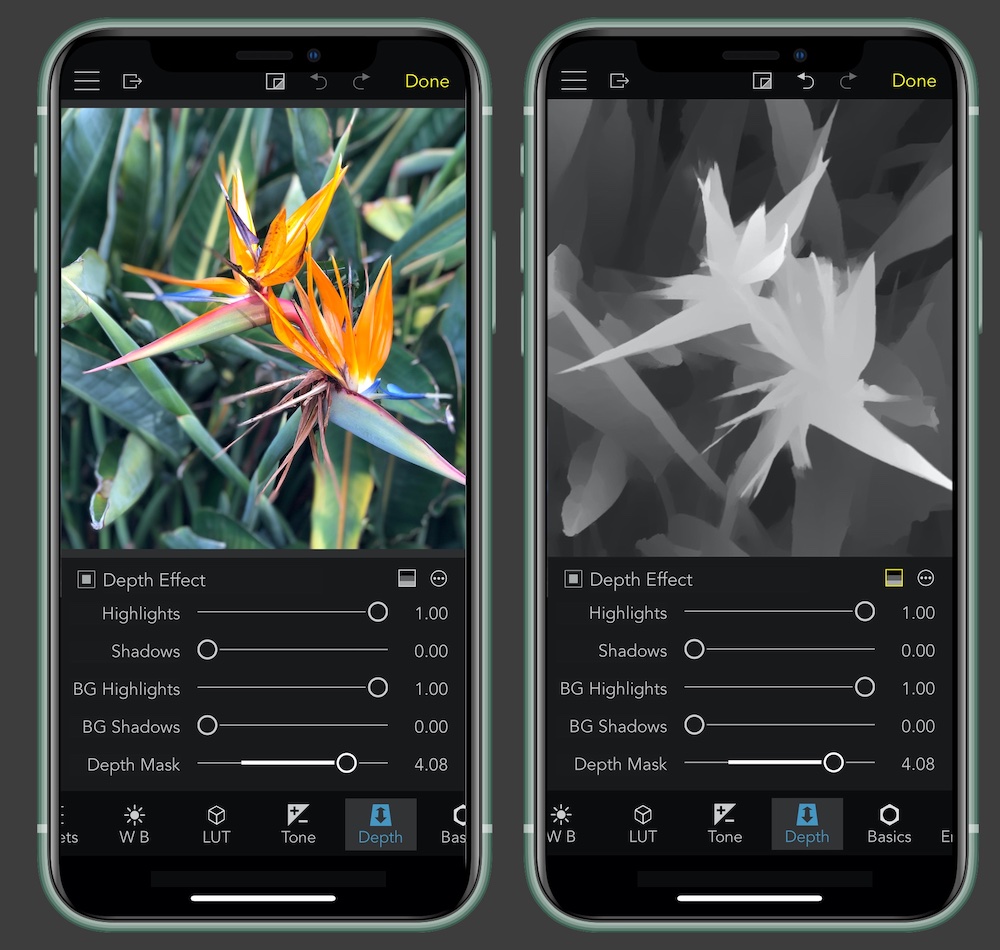 Done
Depth Effect
Highlights 1.00
Shadows 0.00
BG Highlights 1.00
BG Shadows 0.00
Depth Mask 4.08
ets W B LUT Tone Depth Bas
Done
Depth Effect
Highlights 1.00
Shadows 0.00
BG Highlights 1.00
BG Shadows 0.00
Depth Mask 4.08
W B LUT Tone Depth Basics